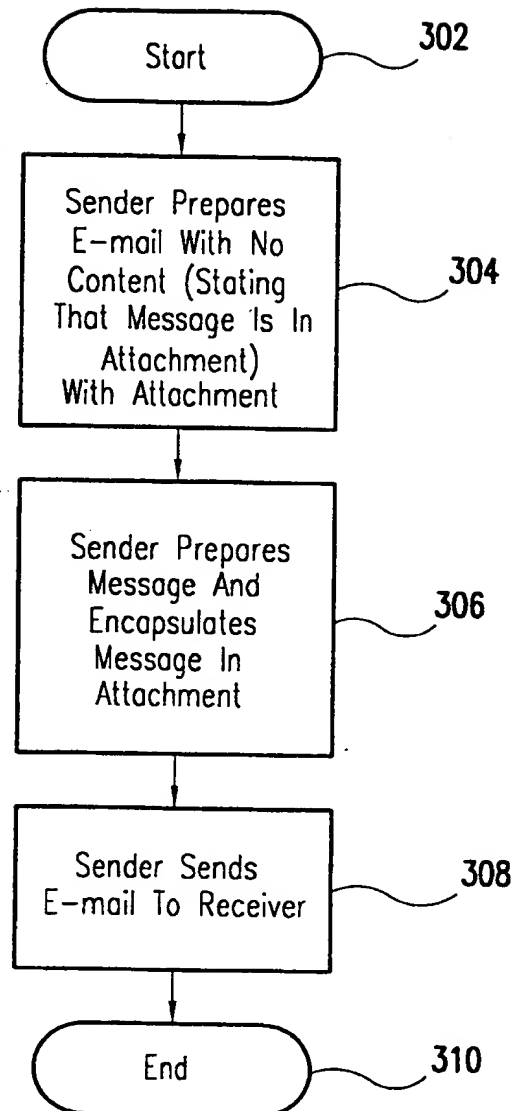 Start
302
Sender Prepares
E-mail With No
Content (Stating
That Message Is In
Attachment)
With Attachment
304
Sender Prepares
Message And
Encapsulates
Message In
Attachment
306
Sender Sends
E-mail To Receiver
308
End
310